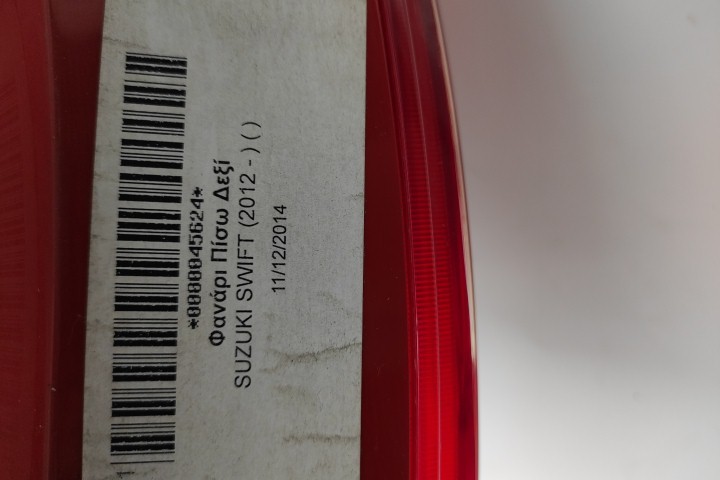 *0000045624*
Φανάρι Πίσω Δεξί
SUZUKI SWIFT (2012 - ) ( )
11/12/2014